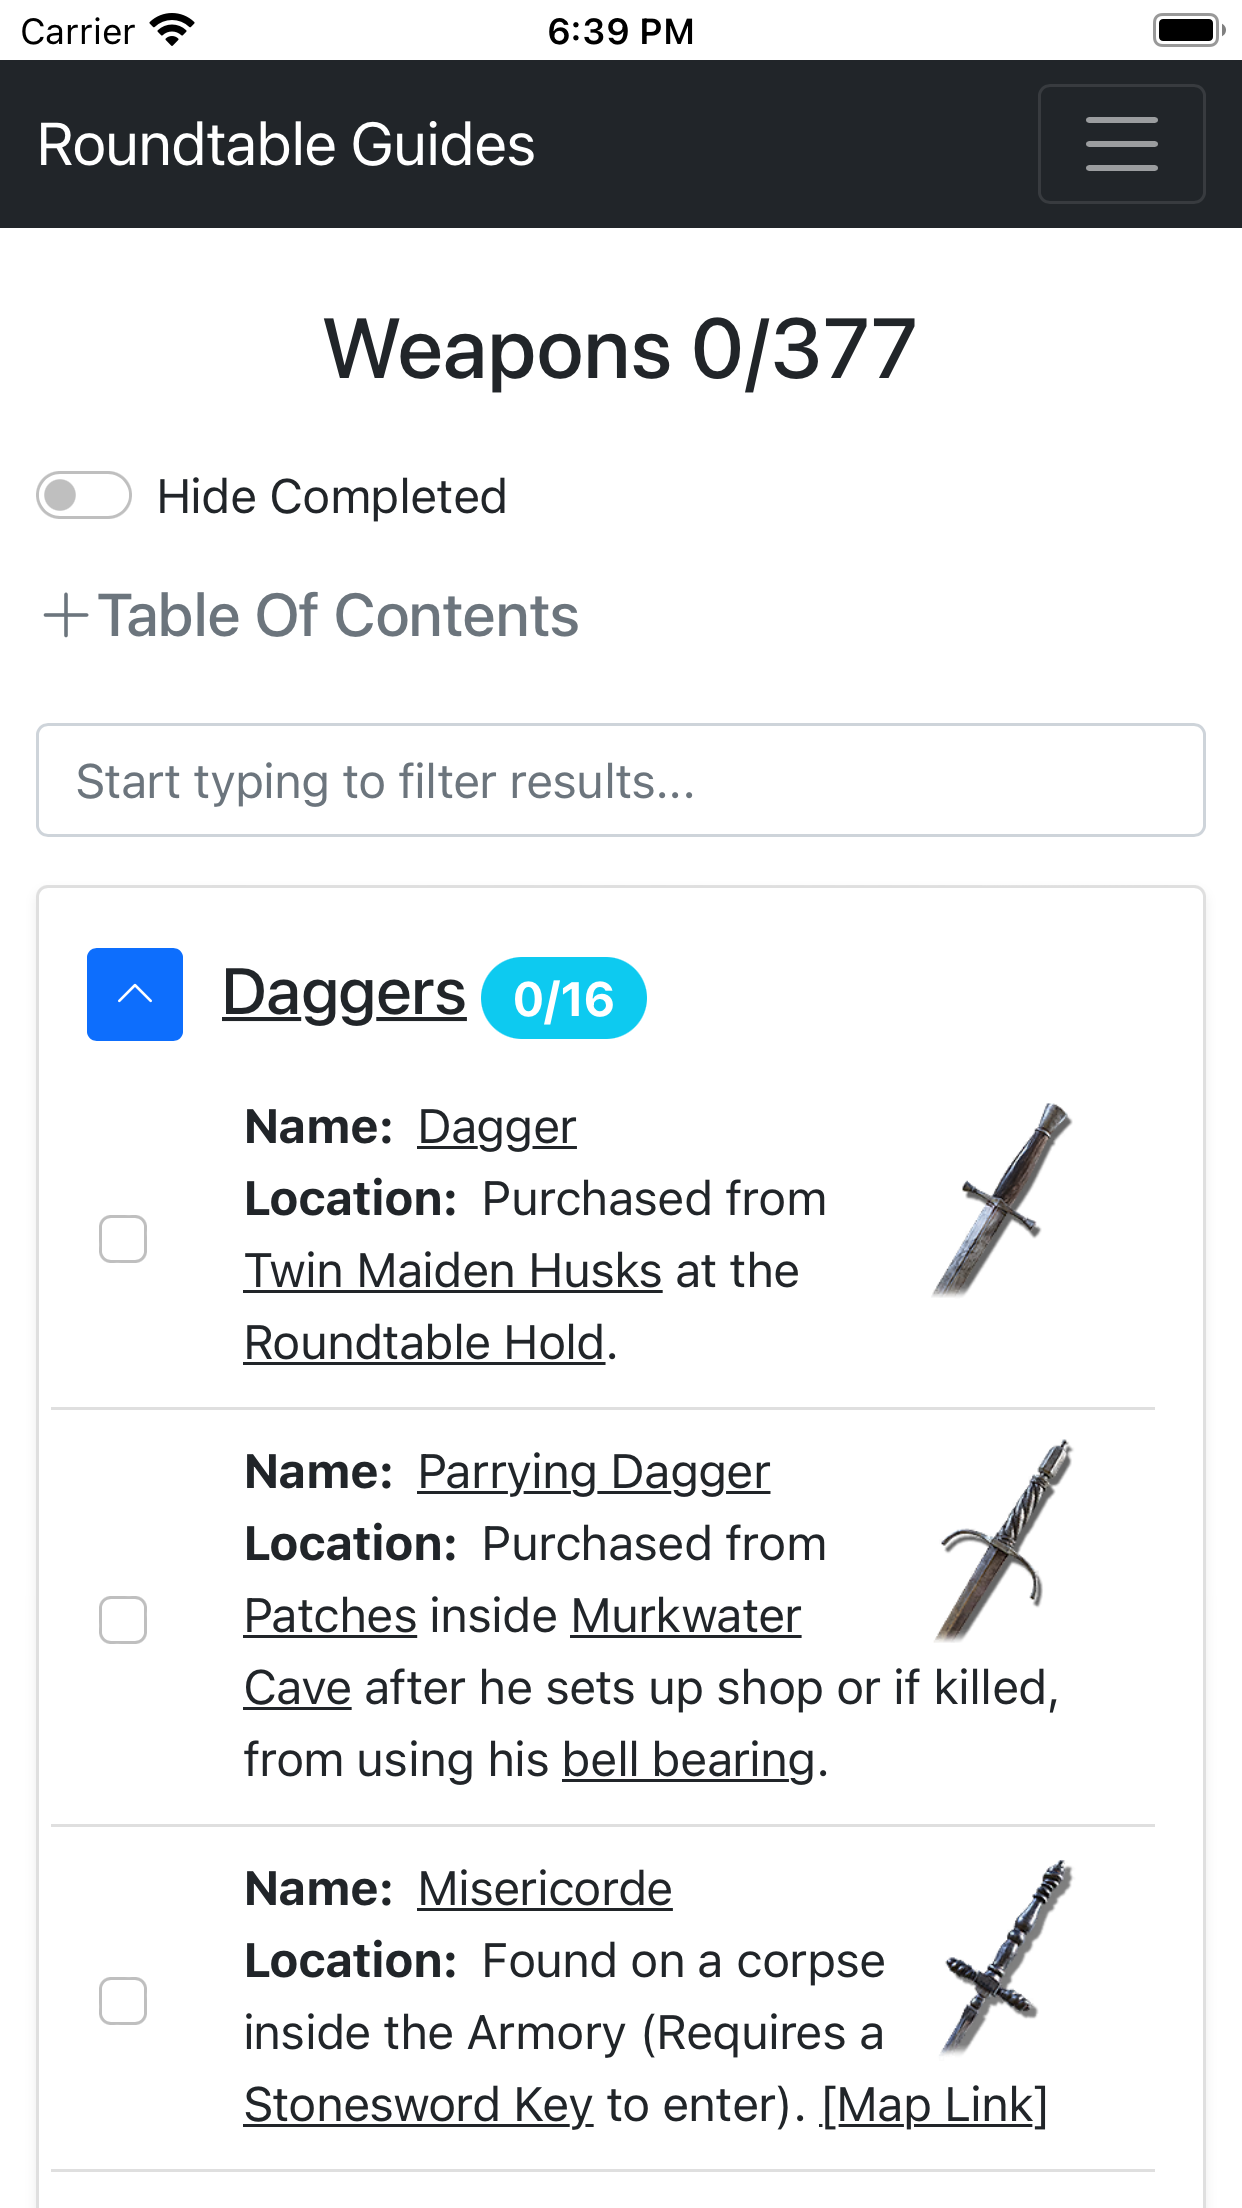 Carrier 6:39 PM
Roundtable Guides
Weapons 0/377
Hide Completed
+Table Of Contents
Start typing to filter results...
Daggers 0/16
Name: Dagger
Location: Purchased from
Twin Maiden Husks at the
Roundtable Hold.
Name: Parrying Dagger
Location: Purchased from
Patches inside Murkwater
Cave after he sets up shop or if killed,
from using his bell bearing.
Name: Misericorde
Location: Found on a corpse
inside the Armory (Requires a
Stonesword Key to enter). [Map Link]